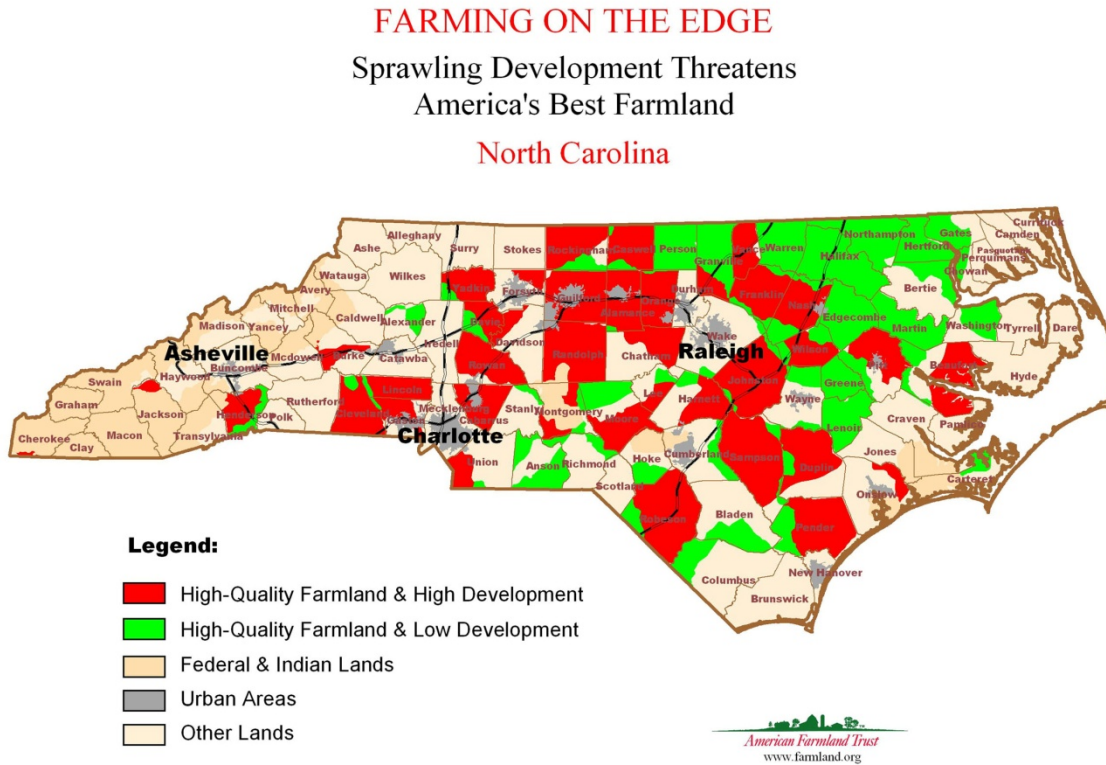 FARMING ON THE EDGE
Sprawling Development Threatens
America's Best Farmland
North Carolina
Ashe
Alleghany
Surry
Stokes
Rockingham
Caswell
Person
Granville
Vance
Warren
Northampton
Halifax
Hertford
Gates
Currituck
Camden
Pasquotank
Perquimans
Chowan
Bertie
Watauga
Wilkes
Yadkin
Forsyth
Guilford
Alamance
Orange
Durham
Franklin
Nash
Edgecombe
Martin
Washington
Tyrrell
Dare
Avery
Mitchell
Caldwell
Alexander
Iredell
Davie
Davidson
Randolph
Chatham
Wake
Raleigh
Wilson
Pitt
Beaufort
Hyde
Madison
Yancey
Mcdowell
Burke
Catawba
Rowan
Asheville
Buncombe
Haywood
Swain
Graham
Jackson
Henderson
Polk
Rutherford
Cleveland
Lincoln
Gaston
Mecklenburg
Cabarrus
Charlotte
Stanly
Montgomery
Moore
Lee
Harnett
Johnston
Wayne
Greene
Lenoir
Craven
Pamlico
Cherokee
Clay
Macon
Transylvania
Union
Anson
Richmond
Hoke
Scotland
Cumberland
Sampson
Duplin
Jones
Onslow
Carteret
Robeson
Bladen
Pender
Columbus
Brunswick
New Hanover
Legend:
High-Quality Farmland & High Development
High-Quality Farmland & Low Development
Federal & Indian Lands
Urban Areas
Other Lands
American Farmland Trust
www.farmland.org